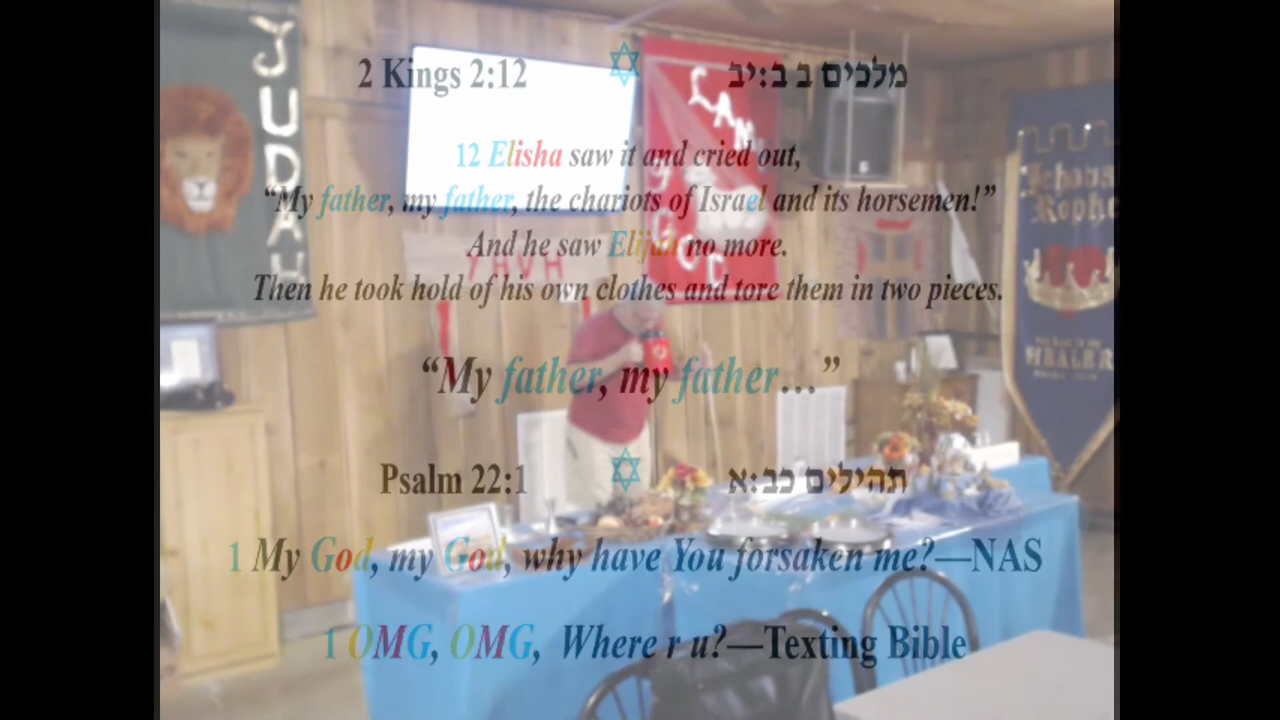 2 Kings 2:12 ✡ מלכים ב ב:יב
12 Elisha saw it and cried out,
“My father, my father, the chariots of Israel and its horsemen!”
And he saw Elijah no more.
Then he took hold of his own clothes and tore them in two pieces.
“My father, my father…”
Psalm 22:1 ✡ תהילים כב:א
1 My God, my God, why have You forsaken me?—NAS
1 OMG, OMG, Where r u?—Texting Bible
JUDAH
YHVH
GOD
HEALER